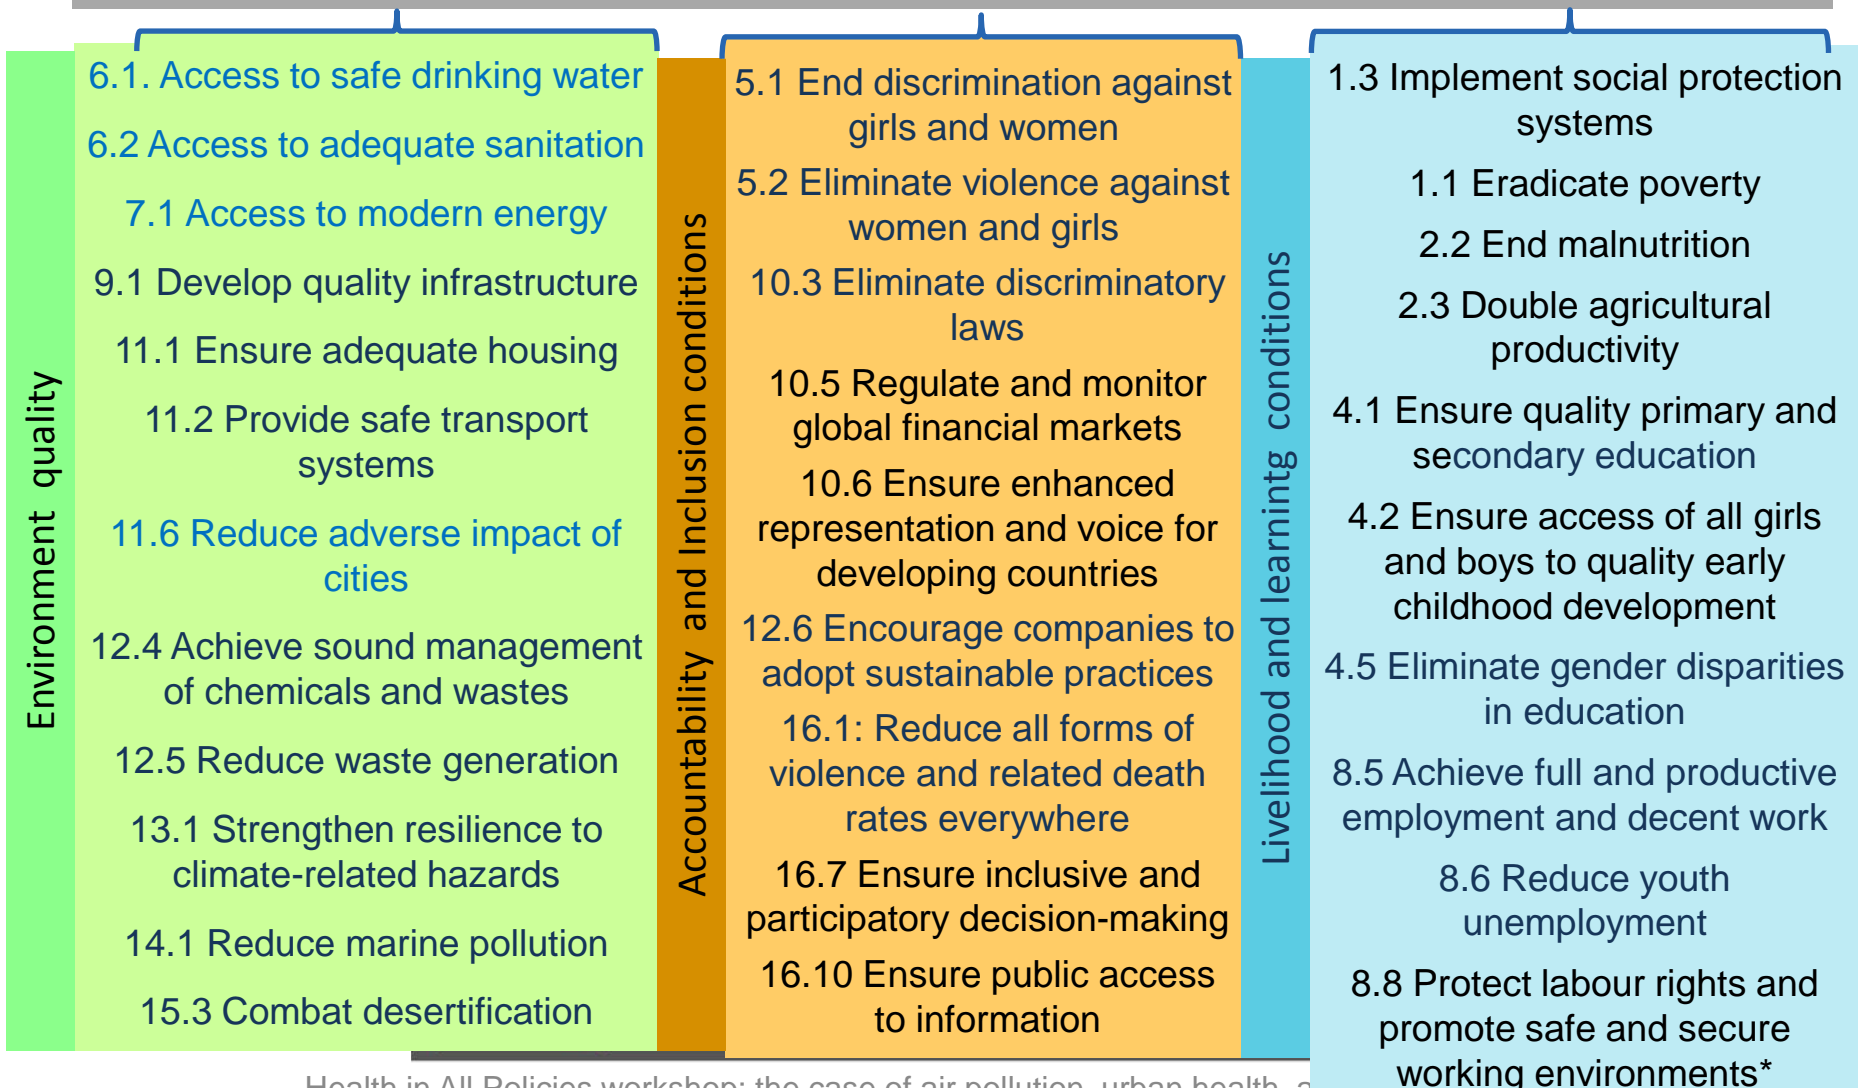 Environment quality
6.1. Access to safe drinking water
6.2 Access to adequate sanitation
7.1 Access to modern energy
9.1 Develop quality infrastructure
11.1 Ensure adequate housing
11.2 Provide safe transport
systems
11.6 Reduce adverse impact of
cities
12.4 Achieve sound management
of chemicals and wastes
12.5 Reduce waste generation
13.1 Strengthen resilience to
climate-related hazards
14.1 Reduce marine pollution
15.3 Combat desertification
Accountability and Inclusion conditions
5.1 End discrimination against
girls and women
5.2 Eliminate violence against
women and girls
10.3 Eliminate discriminatory
laws
10.5 Regulate and monitor
global financial markets
10.6 Ensure enhanced
representation and voice for
developing countries
12.6 Encourage companies to
adopt sustainable practices
16.1: Reduce all forms of
violence and related death
rates everywhere
16.7 Ensure inclusive and
participatory decision-making
16.10 Ensure public access
to information
Livelihood and learnintg conditions
1.3 Implement social protection
systems
1.1 Eradicate poverty
2.2 End malnutrition
2.3 Double agricultural
productivity
4.1 Ensure quality primary and
secondary education
4.2 Ensure access of all girls
and boys to quality early
childhood development
4.5 Eliminate gender disparities
in education
8.5 Achieve full and productive
employment and decent work
8.6 Reduce youth
unemployment
8.8 Protect labour rights and
promote safe and secure
working environments*
Health in All Policies workshop: the case of air pollution, urban health,